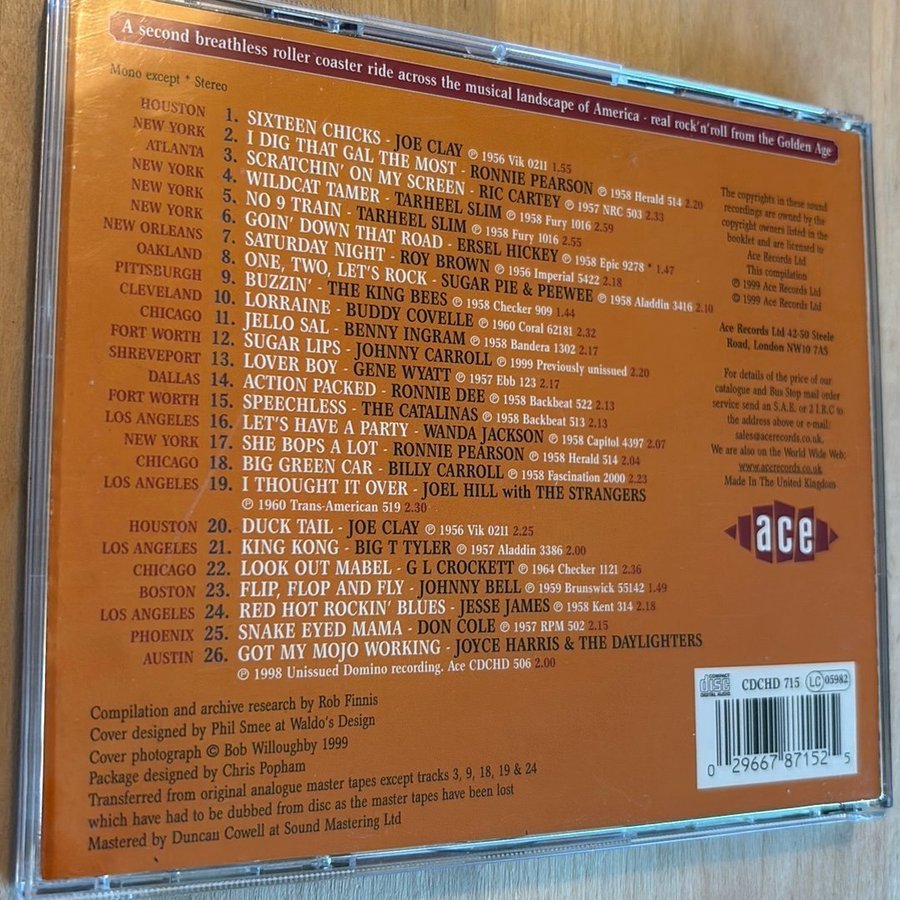 A second breathless roller coaster ride across the musical landscape of America - real rock'n'roll from the Golden Age
Mono except * Stereo
HOUSTON 1. SIXTEEN CHICKS - JOE CLAY ℗ 1956 Vik 0211 1.55
NEW YORK 2. I DIG THAT GAL THE MOST - RONNIE PEARSON ℗ 1958 Herald 514 2.20
ATLANTA 3. SCRATCHIN' ON MY SCREEN - RIC CARTEY ℗ 1957 NRC 503 2.33
NEW YORK 4. WILDCAT TAMER - TARHEEL SLIM ℗ 1958 Fury 1016 2.59
NEW YORK 5. NO 9 TRAIN - TARHEEL SLIM ℗ 1958 Fury 1016 2.55
NEW YORK 6. GOIN' DOWN THAT ROAD - ERSEL HICKEY ℗ 1958 Epic 9278 * 1.47
NEW ORLEANS 7. SATURDAY NIGHT - ROY BROWN ℗ 1956 Imperial 5422 2.18
OAKLAND 8. ONE, TWO, LET'S ROCK - SUGAR PIE & PEEWEE ℗ 1958 Aladdin 3416 2.10
PITTSBURGH 9. BUZZIN' - THE KING BEES ℗ 1958 Checker 909 1.44
CLEVELAND 10. LORRAINE - BUDDY COVELLE ℗ 1960 Coral 62181 2.32
CHICAGO 11. JELLO SAL - BENNY INGRAM ℗ 1958 Bandera 1302 2.17
FORT WORTH 12. SUGAR LIPS - JOHNNY CARROLL ℗ 1999 Previously unissued 2.20
SHREVEPORT 13. LOVER BOY - GENE WYATT ℗ 1957 Ebb 123 2.17
DALLAS 14. ACTION PACKED - RONNIE DEE ℗ 1958 Backbeat 522 2.13
FORT WORTH 15. SPEECHLESS - THE CATALINAS ℗ 1958 Backbeat 513 2.13
LOS ANGELES 16. LET'S HAVE A PARTY - WANDA JACKSON ℗ 1958 Capitol 4397 2.07
NEW YORK 17. SHE BOPS A LOT - RONNIE PEARSON ℗ 1958 Herald 514 2.04
CHICAGO 18. BIG GREEN CAR - BILLY CARROLL ℗ 1958 Fascination 2000 2.23
LOS ANGELES 19. I THOUGHT IT OVER - JOEL HILL with THE STRANGERS
℗ 1960 Trans-American 519 2.30
HOUSTON 20. DUCK TAIL - JOE CLAY ℗ 1956 Vik 0211 2.25
LOS ANGELES 21. KING KONG - BIG T TYLER ℗ 1957 Aladdin 3386 2.00
CHICAGO 22. LOOK OUT MABEL - G L CROCKETT ℗ 1964 Checker 1121 2.36
BOSTON 23. FLIP, FLOP AND FLY - JOHNNY BELL ℗ 1959 Brunswick 55142 1.49
LOS ANGELES 24. RED HOT ROCKIN' BLUES - JESSE JAMES ℗ 1958 Kent 314 2.18
PHOENIX 25. SNAKE EYED MAMA - DON COLE ℗ 1957 RPM 502 2.15
AUSTIN 26. GOT MY MOJO WORKING - JOYCE HARRIS & THE DAYLIGHTERS
℗ 1998 Unissued Domino recording. Ace CDCHD 506 2.00
The copyrights in these sound
recordings are owned by the
copyright owners listed in the
booklet and are licensed to
Ace Records Ltd
This compilation
℗ 1999 Ace Records Ltd
© 1999 Ace Records Ltd
Ace Records Ltd 42-50 Steele
Road, London NW10 7AS
For details of the price of our
catalogue and Bus Stop mail order
service send an S.A.E. or 2 I.R.C to
the address above or e-mail:
sales@acerecords.co.uk.
We are also on the World Wide Web:
www.acerecords.co.uk
Made In The United Kingdom
ace
Compilation and archive research by Rob Finnis
Cover designed by Phil Smee at Waldo's Design
Cover photograph © Bob Willoughby 1999
Package designed by Chris Popham
Transferred from original analogue master tapes except tracks 3, 9, 18, 19 & 24
which have had to be dubbed from disc as the master tapes have been lost
Mastered by Duncan Cowell at Sound Mastering Ltd
COMPACT disc DIGITAL AUDIO CDCHD 715 LC 05982
0 29667 87152 5